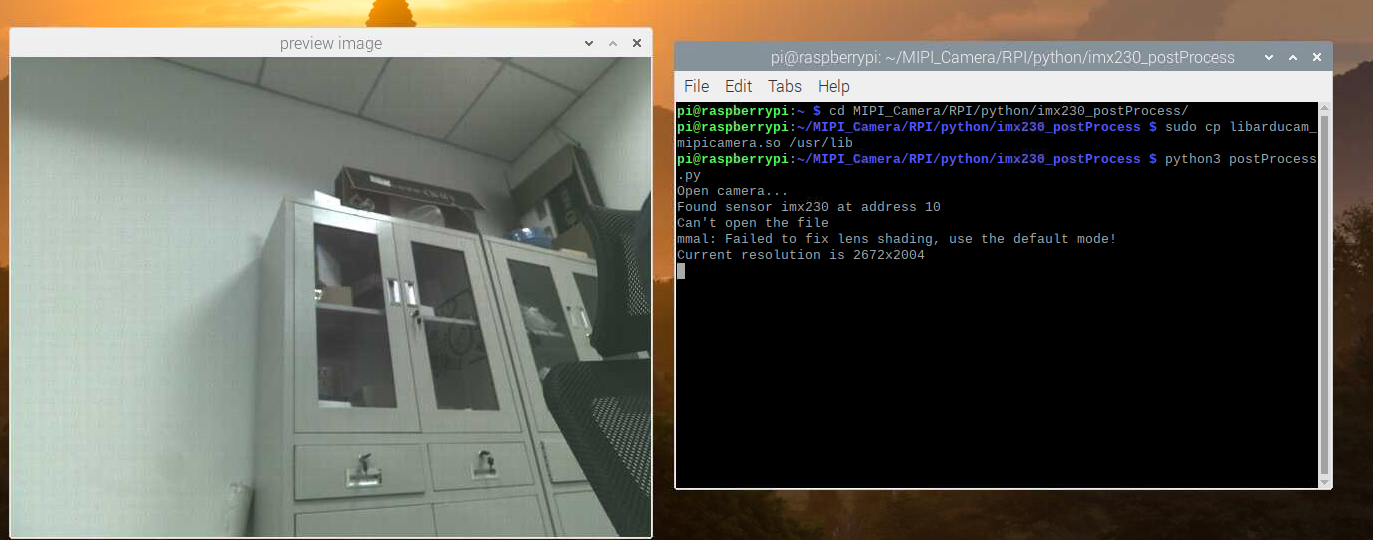 preview image
pi@raspberrypi: ~/MIPI_Camera/RPI/python/imx230_postProcess
File Edit Tabs Help
pi@raspberrypi:~ $ cd MIPI_Camera/RPI/python/imx230_postProcess/
pi@raspberrypi:~/MIPI_Camera/RPI/python/imx230_postProcess $ sudo cp libarducam_
mipicamera.so /usr/lib
pi@raspberrypi:~/MIPI_Camera/RPI/python/imx230_postProcess $ python3 postProcess
.py
Open camera...
Found sensor imx230 at address 10
Can't open the file
mmal: Failed to fix lens shading, use the default mode!
Current resolution is 2672x2004